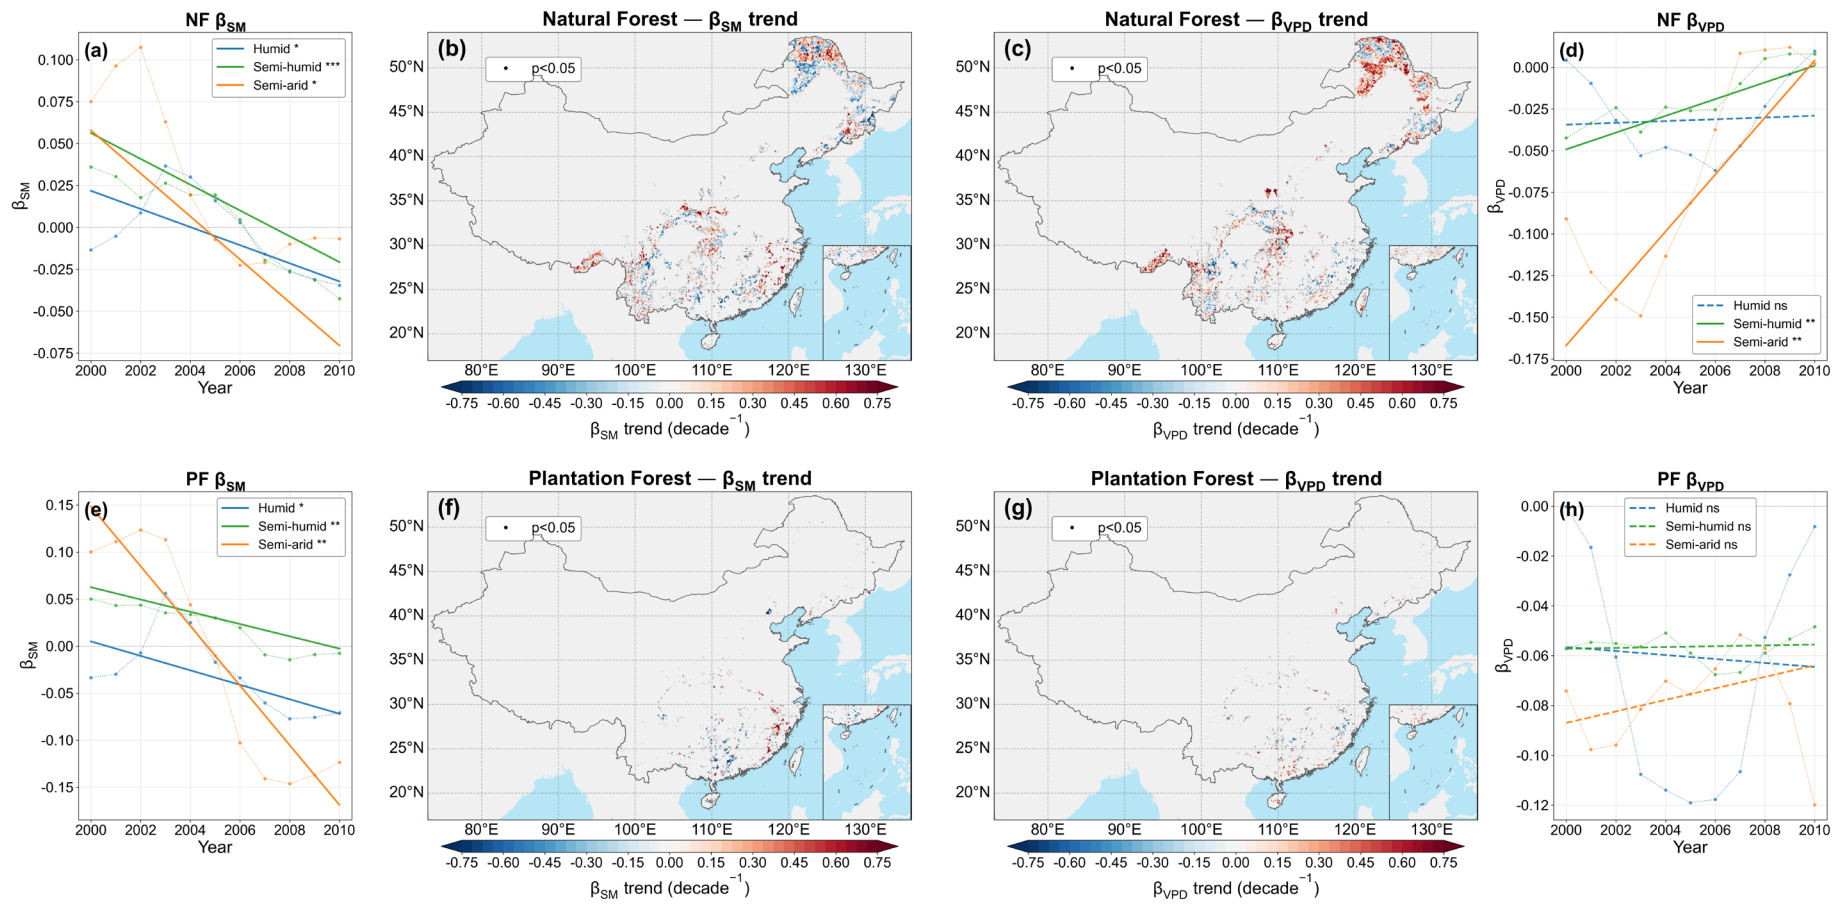 NF βSM
(a)
Humid *
Semi-humid ***
Semi-arid *
0.100
0.075
0.050
0.025
0.000
-0.025
-0.050
-0.075
βSM
2000 2002 2004 2006 2008 2010
Year
Natural Forest — βSM trend
(b)
p<0.05
50°N
45°N
40°N
35°N
30°N
25°N
20°N
80°E 90°E 100°E 110°E 120°E 130°E
-0.75 -0.60 -0.45 -0.30 -0.15 0.00 0.15 0.30 0.45 0.60 0.75
βSM trend (decade⁻¹)
Natural Forest — βVPD trend
(c)
p<0.05
50°N
45°N
40°N
35°N
30°N
25°N
20°N
80°E 90°E 100°E 110°E 120°E 130°E
-0.75 -0.60 -0.45 -0.30 -0.15 0.00 0.15 0.30 0.45 0.60 0.75
βVPD trend (decade⁻¹)
NF βVPD
(d)
0.000
-0.025
-0.050
-0.075
-0.100
-0.125
-0.150
-0.175
βVPD
Humid ns
Semi-humid **
Semi-arid **
2000 2002 2004 2006 2008 2010
Year
PF βSM
(e)
Humid *
Semi-humid **
Semi-arid **
0.15
0.10
0.05
0.00
-0.05
-0.10
-0.15
βSM
2000 2002 2004 2006 2008 2010
Year
Plantation Forest — βSM trend
(f)
p<0.05
50°N
45°N
40°N
35°N
30°N
25°N
20°N
80°E 90°E 100°E 110°E 120°E 130°E
-0.75 -0.60 -0.45 -0.30 -0.15 0.00 0.15 0.30 0.45 0.60 0.75
βSM trend (decade⁻¹)
Plantation Forest — βVPD trend
(g)
p<0.05
50°N
45°N
40°N
35°N
30°N
25°N
20°N
80°E 90°E 100°E 110°E 120°E 130°E
-0.75 -0.60 -0.45 -0.30 -0.15 0.00 0.15 0.30 0.45 0.60 0.75
βVPD trend (decade⁻¹)
PF βVPD
(h)
Humid ns
Semi-humid ns
Semi-arid ns
0.00
-0.02
-0.04
-0.06
-0.08
-0.10
-0.12
βVPD
2000 2002 2004 2006 2008 2010
Year